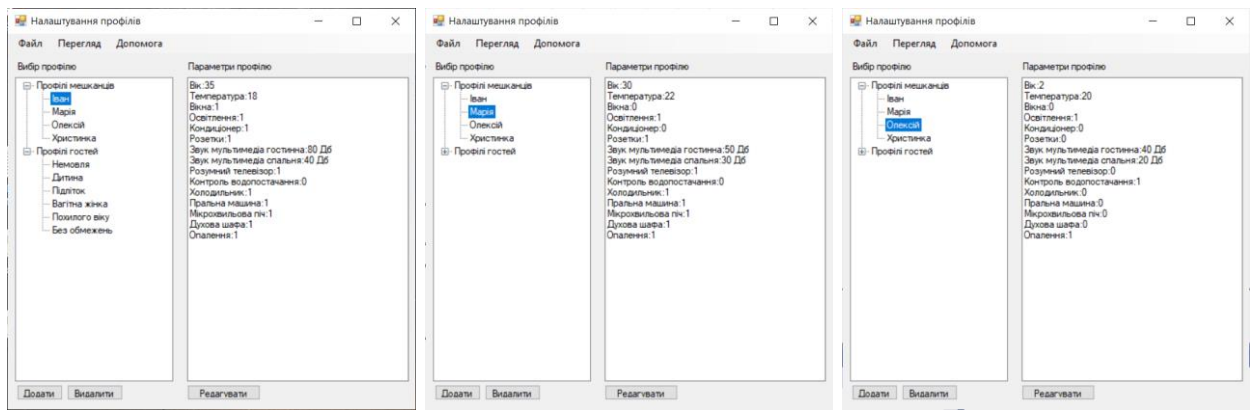 Налаштування профілів
Файл Перегляд Допомога
Вибір профілю
Профілі мешканців
Іван
Марія
Олексій
Христинка
Профілі гостей
Немовля
Дитина
Підліток
Вагітна жінка
Похилого віку
Без обмежень
Додати Видалити
Параметри профілю
Вік:35
Температура:18
Вікна:1
Освітлення:1
Кондиціонер:1
Розетки:1
Звук мультимедіа гостинна:80 Дб
Звук мультимедіа спальня:40 Дб
Розумний телевізор:1
Контроль водопостачання:0
Холодильник:1
Пральна машина:1
Мікрохвильова піч:1
Духова шафа:1
Опалення:1
Редагувати
Налаштування профілів
Файл Перегляд Допомога
Вибір профілю
Профілі мешканців
Іван
Марія
Олексій
Христинка
Профілі гостей
Додати Видалити
Параметри профілю
Вік:30
Температура:22
Вікна:0
Освітлення:1
Кондиціонер:0
Розетки:1
Звук мультимедіа гостинна:50 Дб
Звук мультимедіа спальня:30 Дб
Розумний телевізор:1
Контроль водопостачання:0
Холодильник:1
Пральна машина:1
Мікрохвильова піч:1
Духова шафа:1
Опалення:1
Редагувати
Налаштування профілів
Файл Перегляд Допомога
Вибір профілю
Профілі мешканців
Іван
Марія
Олексій
Христинка
Профілі гостей
Додати Видалити
Параметри профілю
Вік:2
Температура:20
Вікна:0
Освітлення:1
Кондиціонер:0
Розетки:0
Звук мультимедіа гостинна:40 Дб
Звук мультимедіа спальня:20 Дб
Розумний телевізор:0
Контроль водопостачання:1
Холодильник:0
Пральна машина:0
Мікрохвильова піч:0
Духова шафа:0
Опалення:1
Редагувати